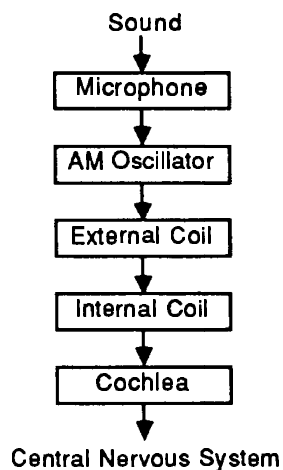 Sound
Microphone
AM Oscillator
External Coil
Internal Coil
Cochlea
Central Nervous System